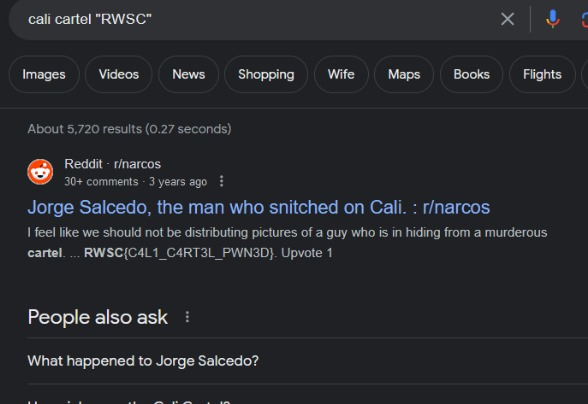 cali cartel "RWSC"
Images Videos News Shopping Wife Maps Books Flights
About 5,720 results (0.27 seconds)
Reddit · r/narcos
30+ comments · 3 years ago
Jorge Salcedo, the man who snitched on Cali. : r/narcos
I feel like we should not be distributing pictures of a guy who is in hiding from a murderous
cartel. ... RWSC{C4L1_C4RT3L_PWN3D}. Upvote 1
People also ask
What happened to Jorge Salcedo?